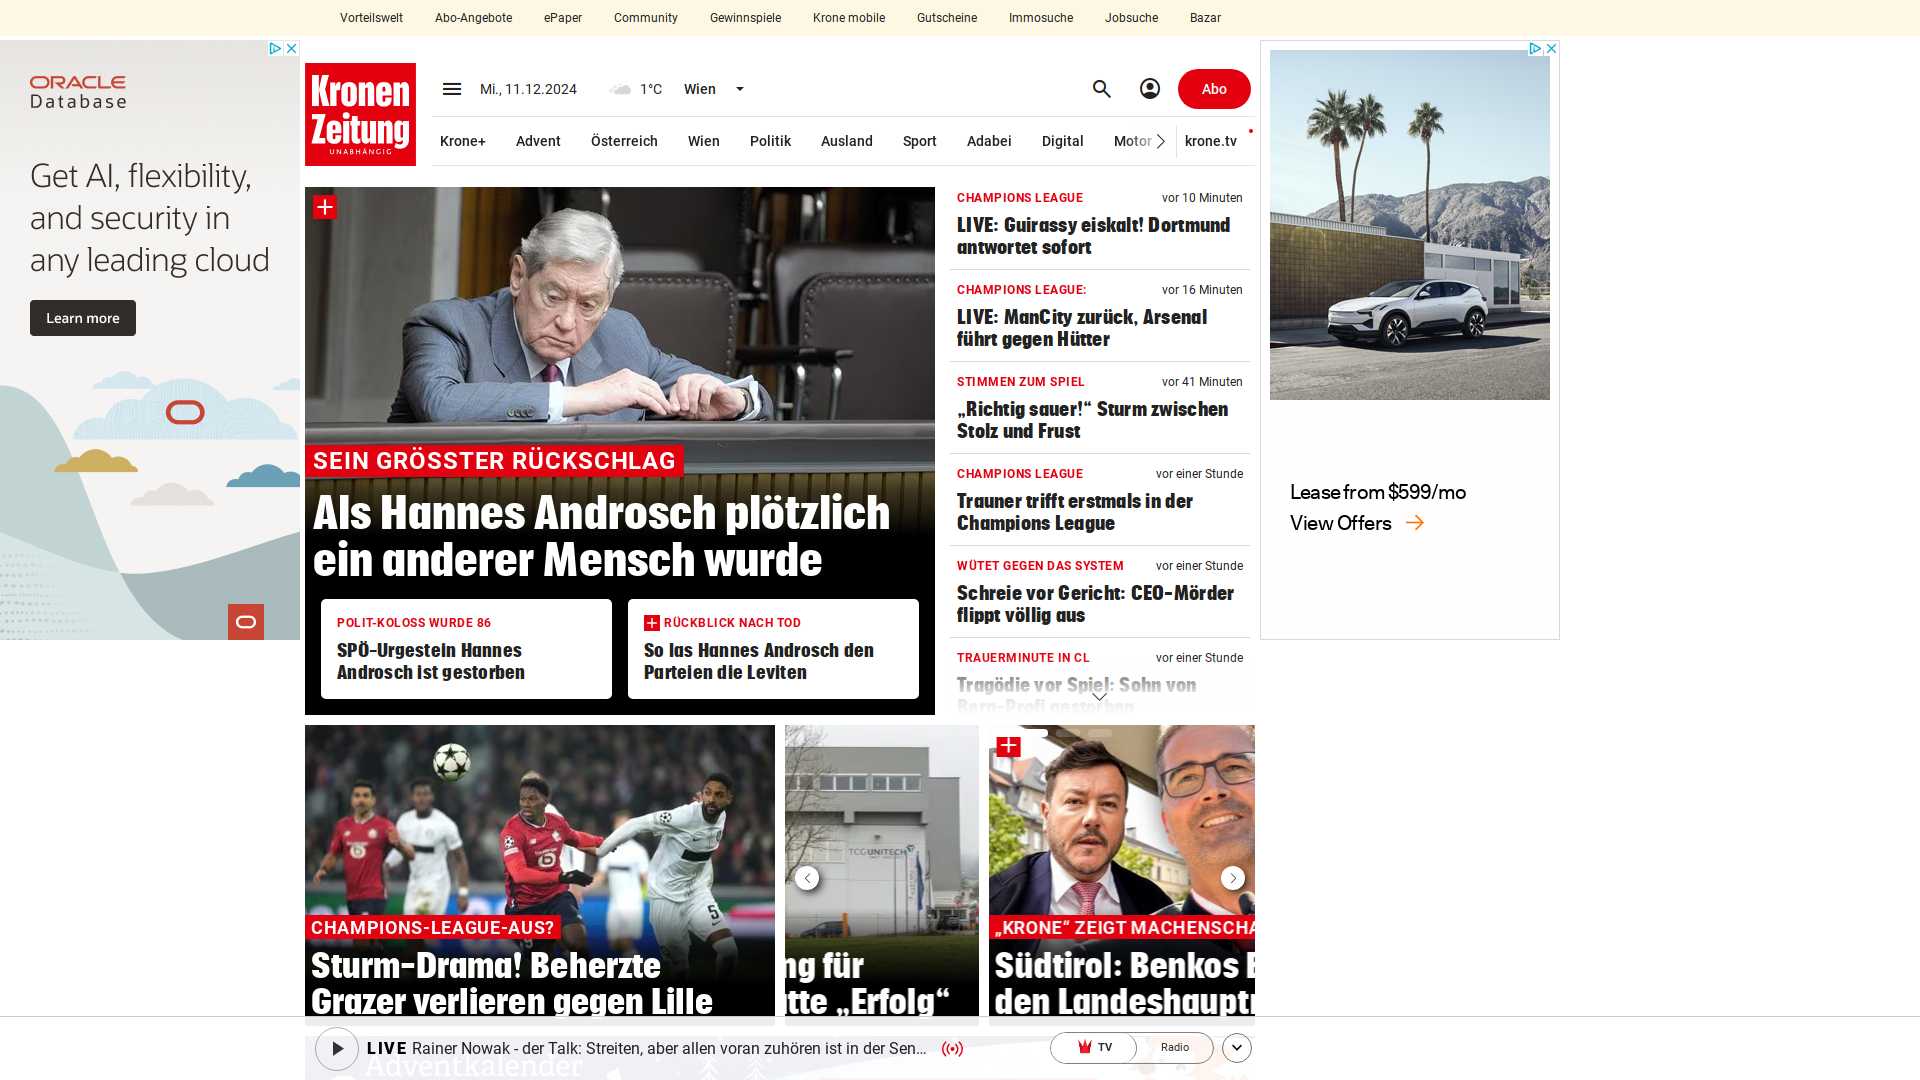 Vorteilswelt Abo-Angebote ePaper Community Gewinnspiele Krone mobile Gutscheine Immosuche Jobsuche Bazar
ORACLE
Database
Get AI, flexibility,
and security in
any leading cloud
Learn more
Kronen
Zeitung
UNABHÄNGIG
Mi., 11.12.2024 1°C Wien
Abo
Krone+ Advent Österreich Wien Politik Ausland Sport Adabei Digital Motor krone.tv
SEIN GRÖSSTER RÜCKSCHLAG
Als Hannes Androsch plötzlich
ein anderer Mensch wurde
POLIT-KOLOSS WURDE 86
SPÖ-Urgestein Hannes
Androsch ist gestorben
RÜCKBLICK NACH TOD
So las Hannes Androsch den
Parteien die Leviten
CHAMPIONS LEAGUE vor 10 Minuten
LIVE: Guirassy eiskalt! Dortmund
antwortet sofort
CHAMPIONS LEAGUE: vor 16 Minuten
LIVE: ManCity zurück, Arsenal
führt gegen Hütter
STIMMEN ZUM SPIEL vor 41 Minuten
„Richtig sauer!“ Sturm zwischen
Stolz und Frust
CHAMPIONS LEAGUE vor einer Stunde
Trauner trifft erstmals in der
Champions League
WÜTET GEGEN DAS SYSTEM vor einer Stunde
Schreie vor Gericht: CEO-Mörder
flippt völlig aus
TRAUERMINUTE IN CL vor einer Stunde
Tragödie vor Spiel: Sohn von
Berg-Profi gestorben
Lease from $599/mo
View Offers
CHAMPIONS-LEAGUE-AUS?
Sturm-Drama! Beherzte
Grazer verlieren gegen Lille
TCG UNITECH
ng für
tte „Erfolg“
„KRONE“ ZEIGT MACHENSCHA
Südtirol: Benkos
den Landeshaupt
LIVE Rainer Nowak - der Talk: Streiten, aber allen voran zuhören ist in der Sen...
TV Radio
Adventkalender